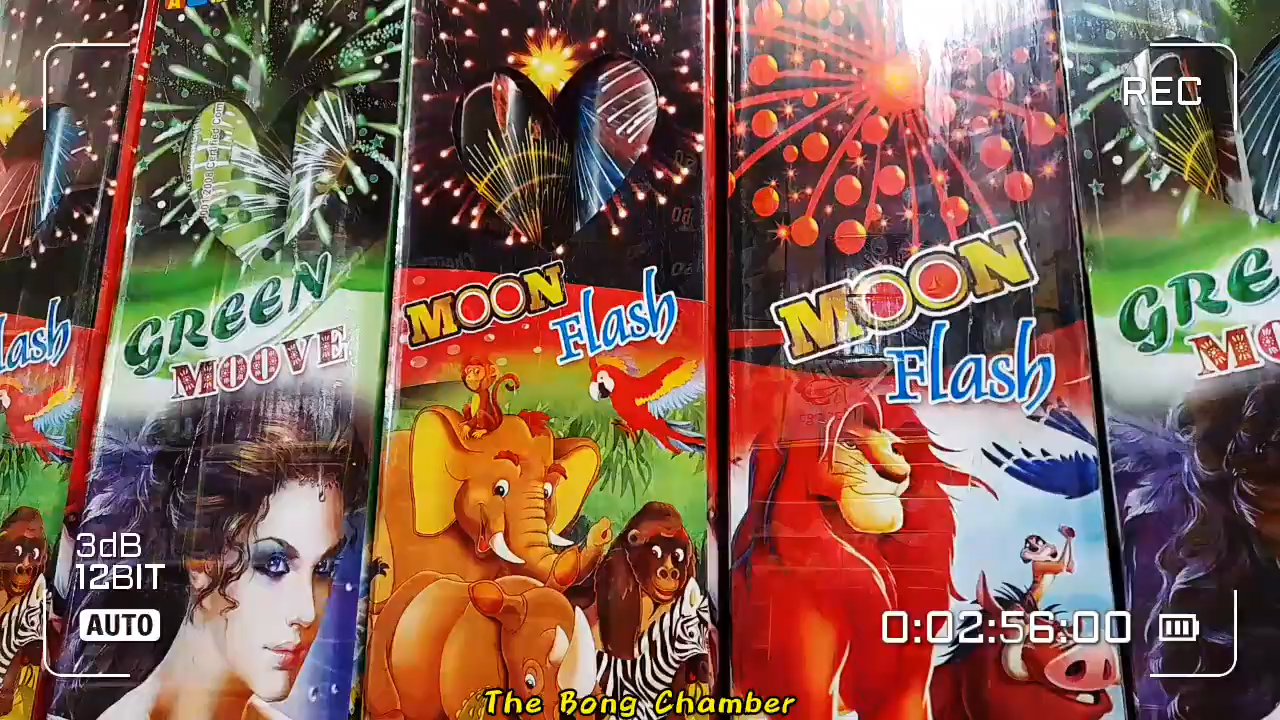 REC
GREEN
MOOVE
MOON
Flash
MOON
Flash
GRE
MO
lash
3dB
12BIT
AUTO
0:02:56:00
The Bong Chamber